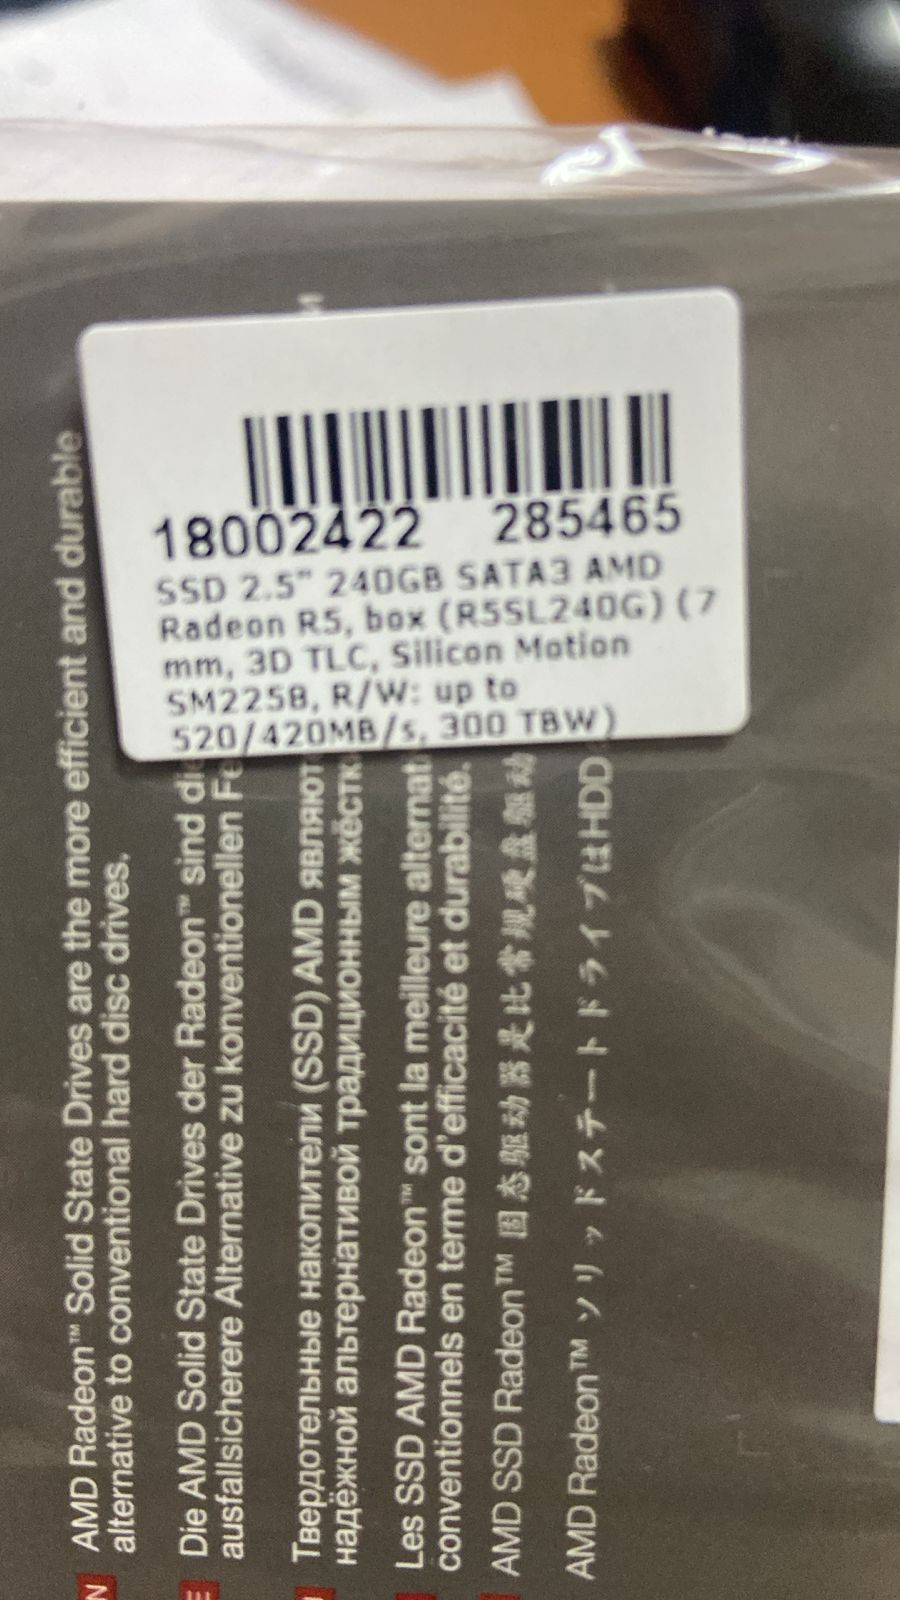 18002422 285465
SSD 2.5" 240GB SATA3 AMD
Radeon R5, box (R5SL240G) (7
mm, 3D TLC, Silicon Motion
SM2258, R/W: up to
520/420MB/s, 300 TBW)
AMD Radeon™ Solid State Drives are the more efficient and durable
alternative to conventional hard disc drives.
Die AMD Solid State Drives der Radeon™ sind die
ausfallsicherere Alternative zu konventionellen Fe
Твердотельные накопители (SSD) AMD являют
надёжной альтернативой традиционным жёстк
Les SSD AMD Radeon™ sont la meilleure alternati
conventionnels en terme d'efficacité et durabilité.
AMD SSD Radeon™ 固态驱动器是比常规硬盘驱动
AMD Radeon™ ソリッドステートドライブはHDD